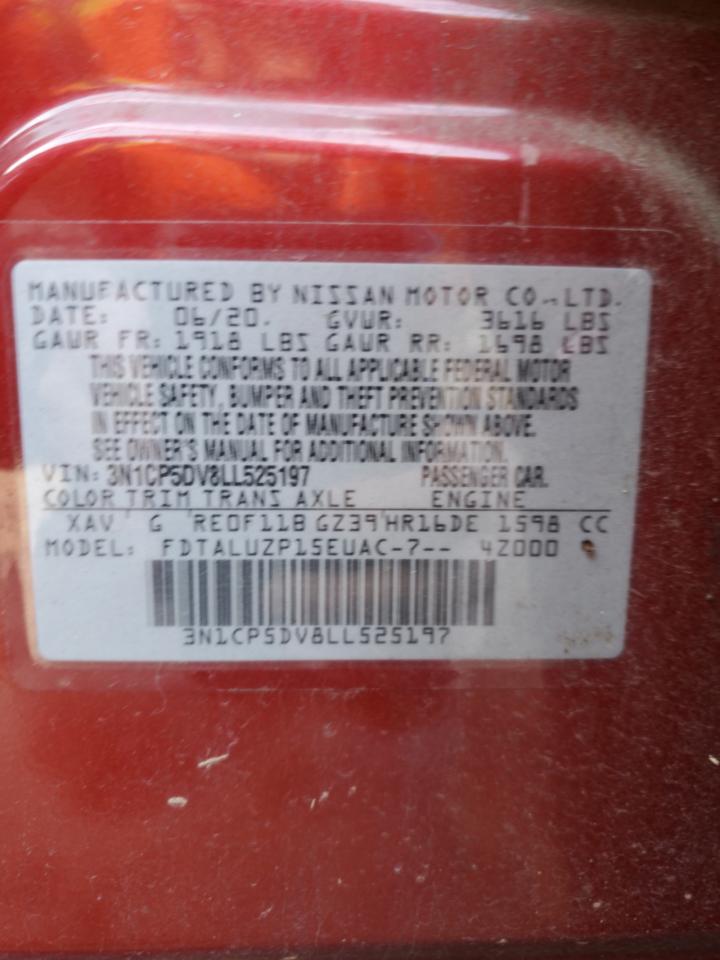 MANUFACTURED BY NISSAN MOTOR CO., LTD.
DATE: 06/20. GVWR: 3616 LBS
GAWR FR: 1918 LBS GAWR RR: 1698 LBS
THIS VEHICLE CONFORMS TO ALL APPLICABLE FEDERAL MOTOR
VEHICLE SAFETY, BUMPER AND THEFT PREVENTION STANDARDS
IN EFFECT ON THE DATE OF MANUFACTURE SHOWN ABOVE.
SEE OWNER'S MANUAL FOR ADDITIONAL INFORMATION.
VIN: 3N1CP5DV8LL525197 PASSENGER CAR.
COLOR TRIM TRANS AXLE ENGINE
XAV G RE0F11B GZ39 HR16DE 1598 CC
MODEL: FDTALUZP15EUAC-7-- 4Z000
3N1CP5DV8LL525197